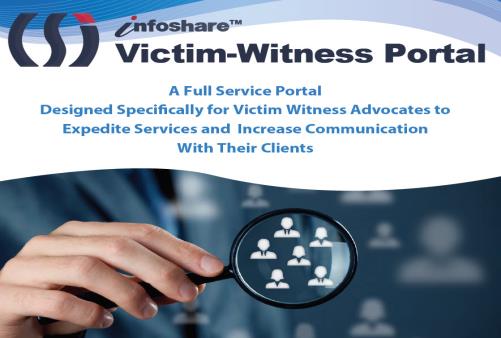 CSI infoshare™
Victim-Witness Portal
A Full Service Portal
Designed Specifically for Victim Witness Advocates to
Expedite Services and Increase Communication
With Their Clients